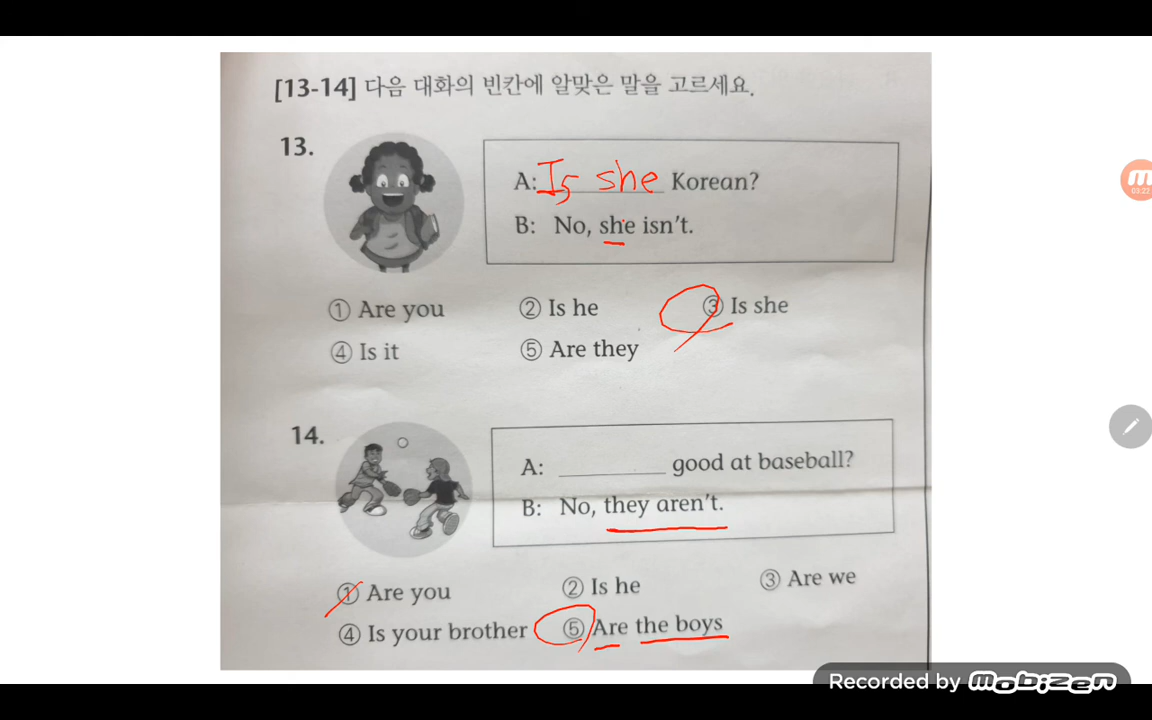 [13-14] 다음 대화의 빈칸에 알맞은 말을 고르세요.
13.
A: Is she Korean?
B: No, she isn't.
① Are you ② Is he ③ Is she
④ Is it ⑤ Are they
14.
A: ________ good at baseball?
B: No, they aren't.
① Are you ② Is he ③ Are we
④ Is your brother ⑤ Are the boys
m
03:22
Recorded by mobizen